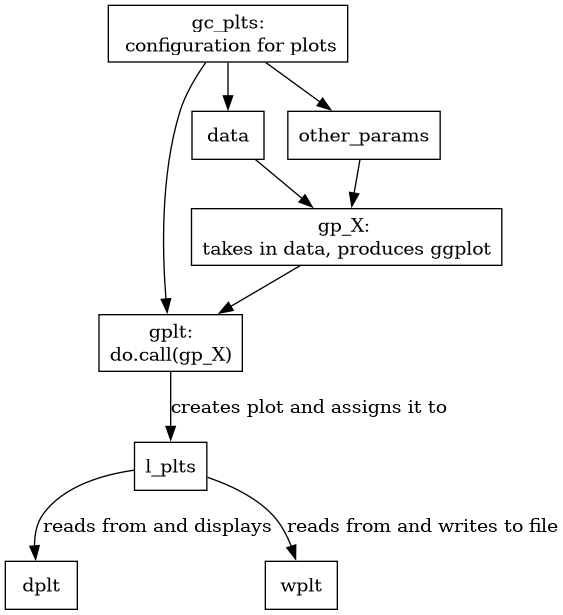 gc_plts:
configuration for plots
data
other_params
gp_X:
takes in data, produces ggplot
gplt:
do.call(gp_X)
creates plot and assigns it to
l_plts
reads from and displays
reads from and writes to file
dplt
wplt